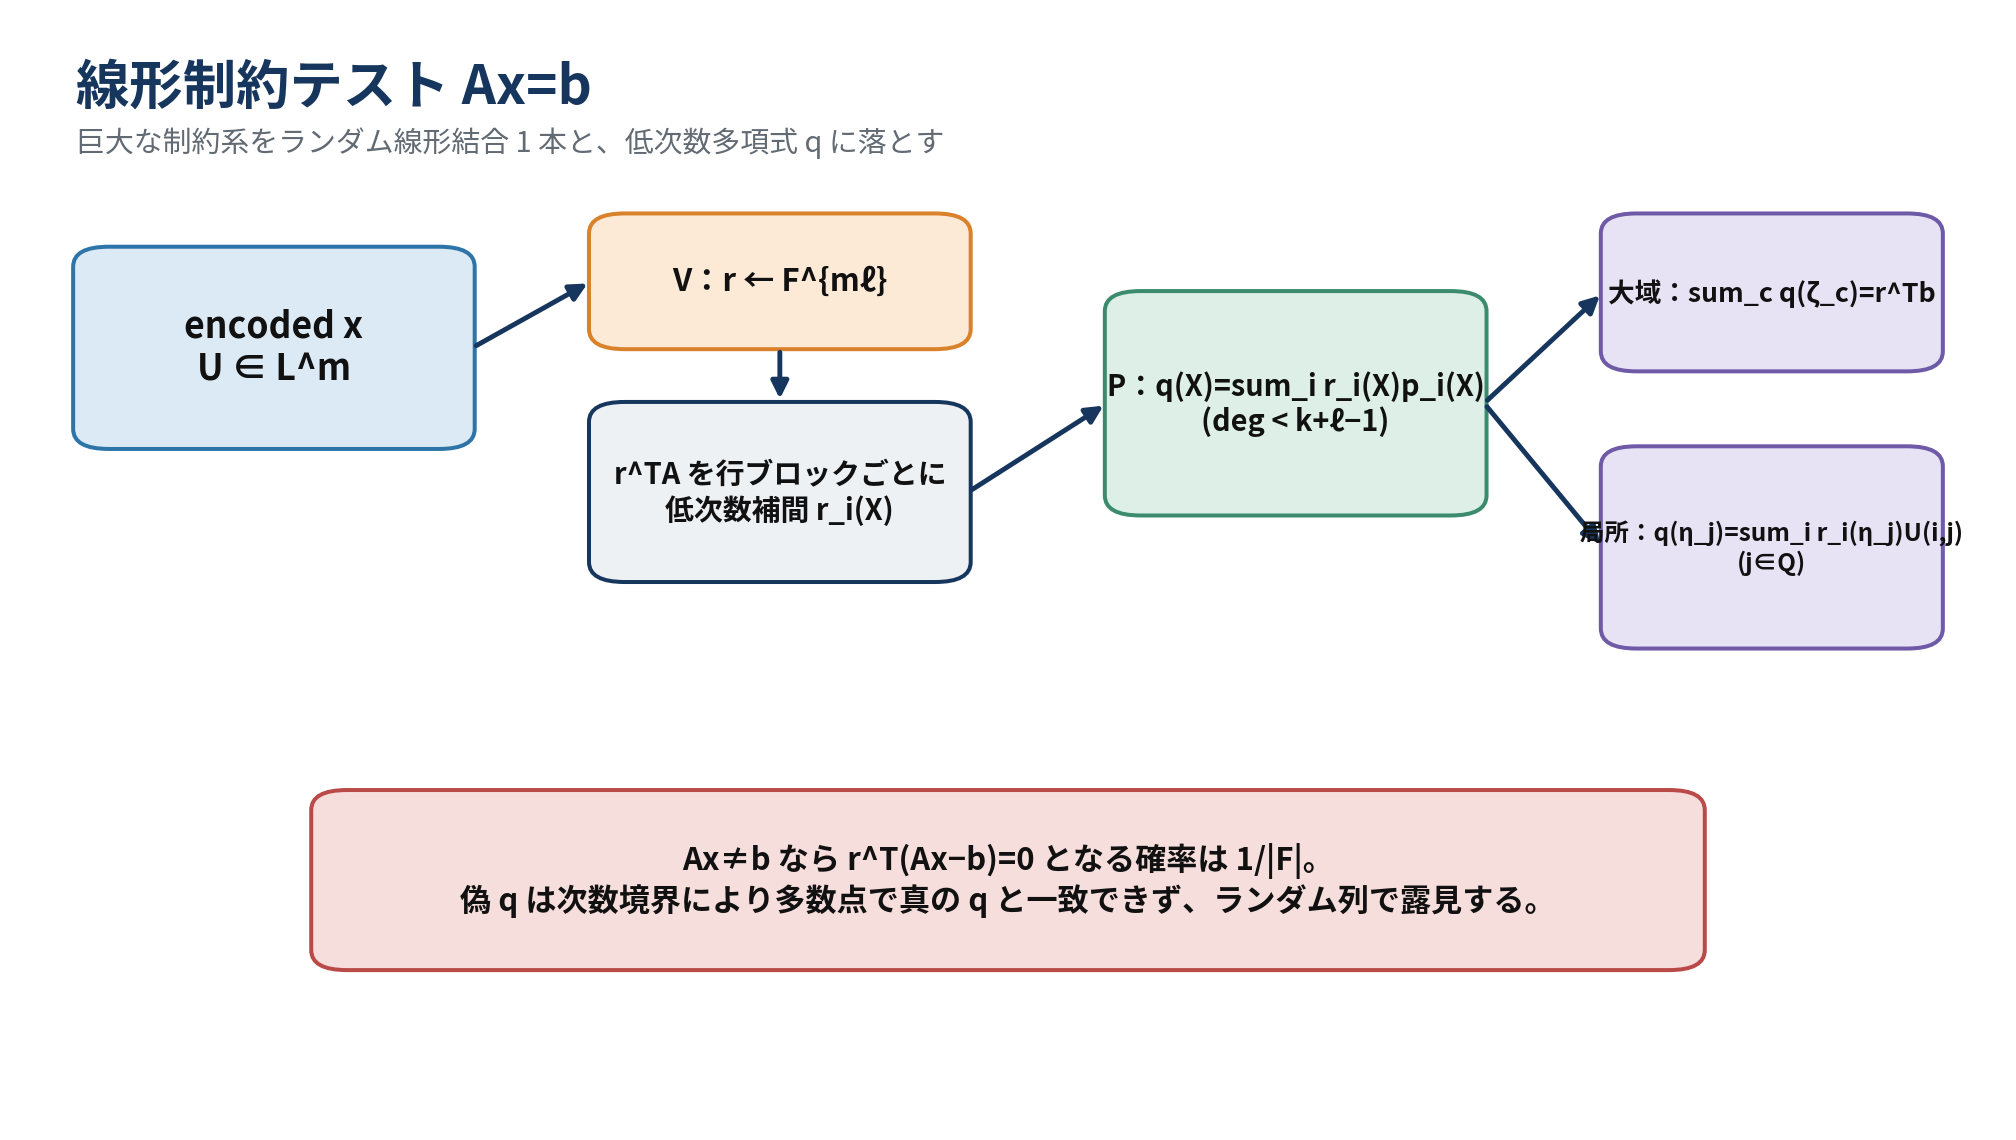 線形制約テスト Ax=b
巨大な制約系をランダム線形結合 1 本と、低次数多項式 q に落とす
encoded x
U ∈ L^m
V：r ← F^{mℓ}
r^TA を行ブロックごとに
低次数補間 r_i(X)
P：q(X)=sum_i r_i(X)p_i(X)
(deg < k+ℓ−1)
大域：sum_c q(ζ_c)=r^Tb
局所：q(η_j)=sum_i r_i(η_j)U(i,j)
(j∈Q)
Ax≠b なら r^T(Ax−b)=0 となる確率は 1/|F|。
偽 q は次数境界により多数点で真の q と一致できず、ランダム列で露見する。